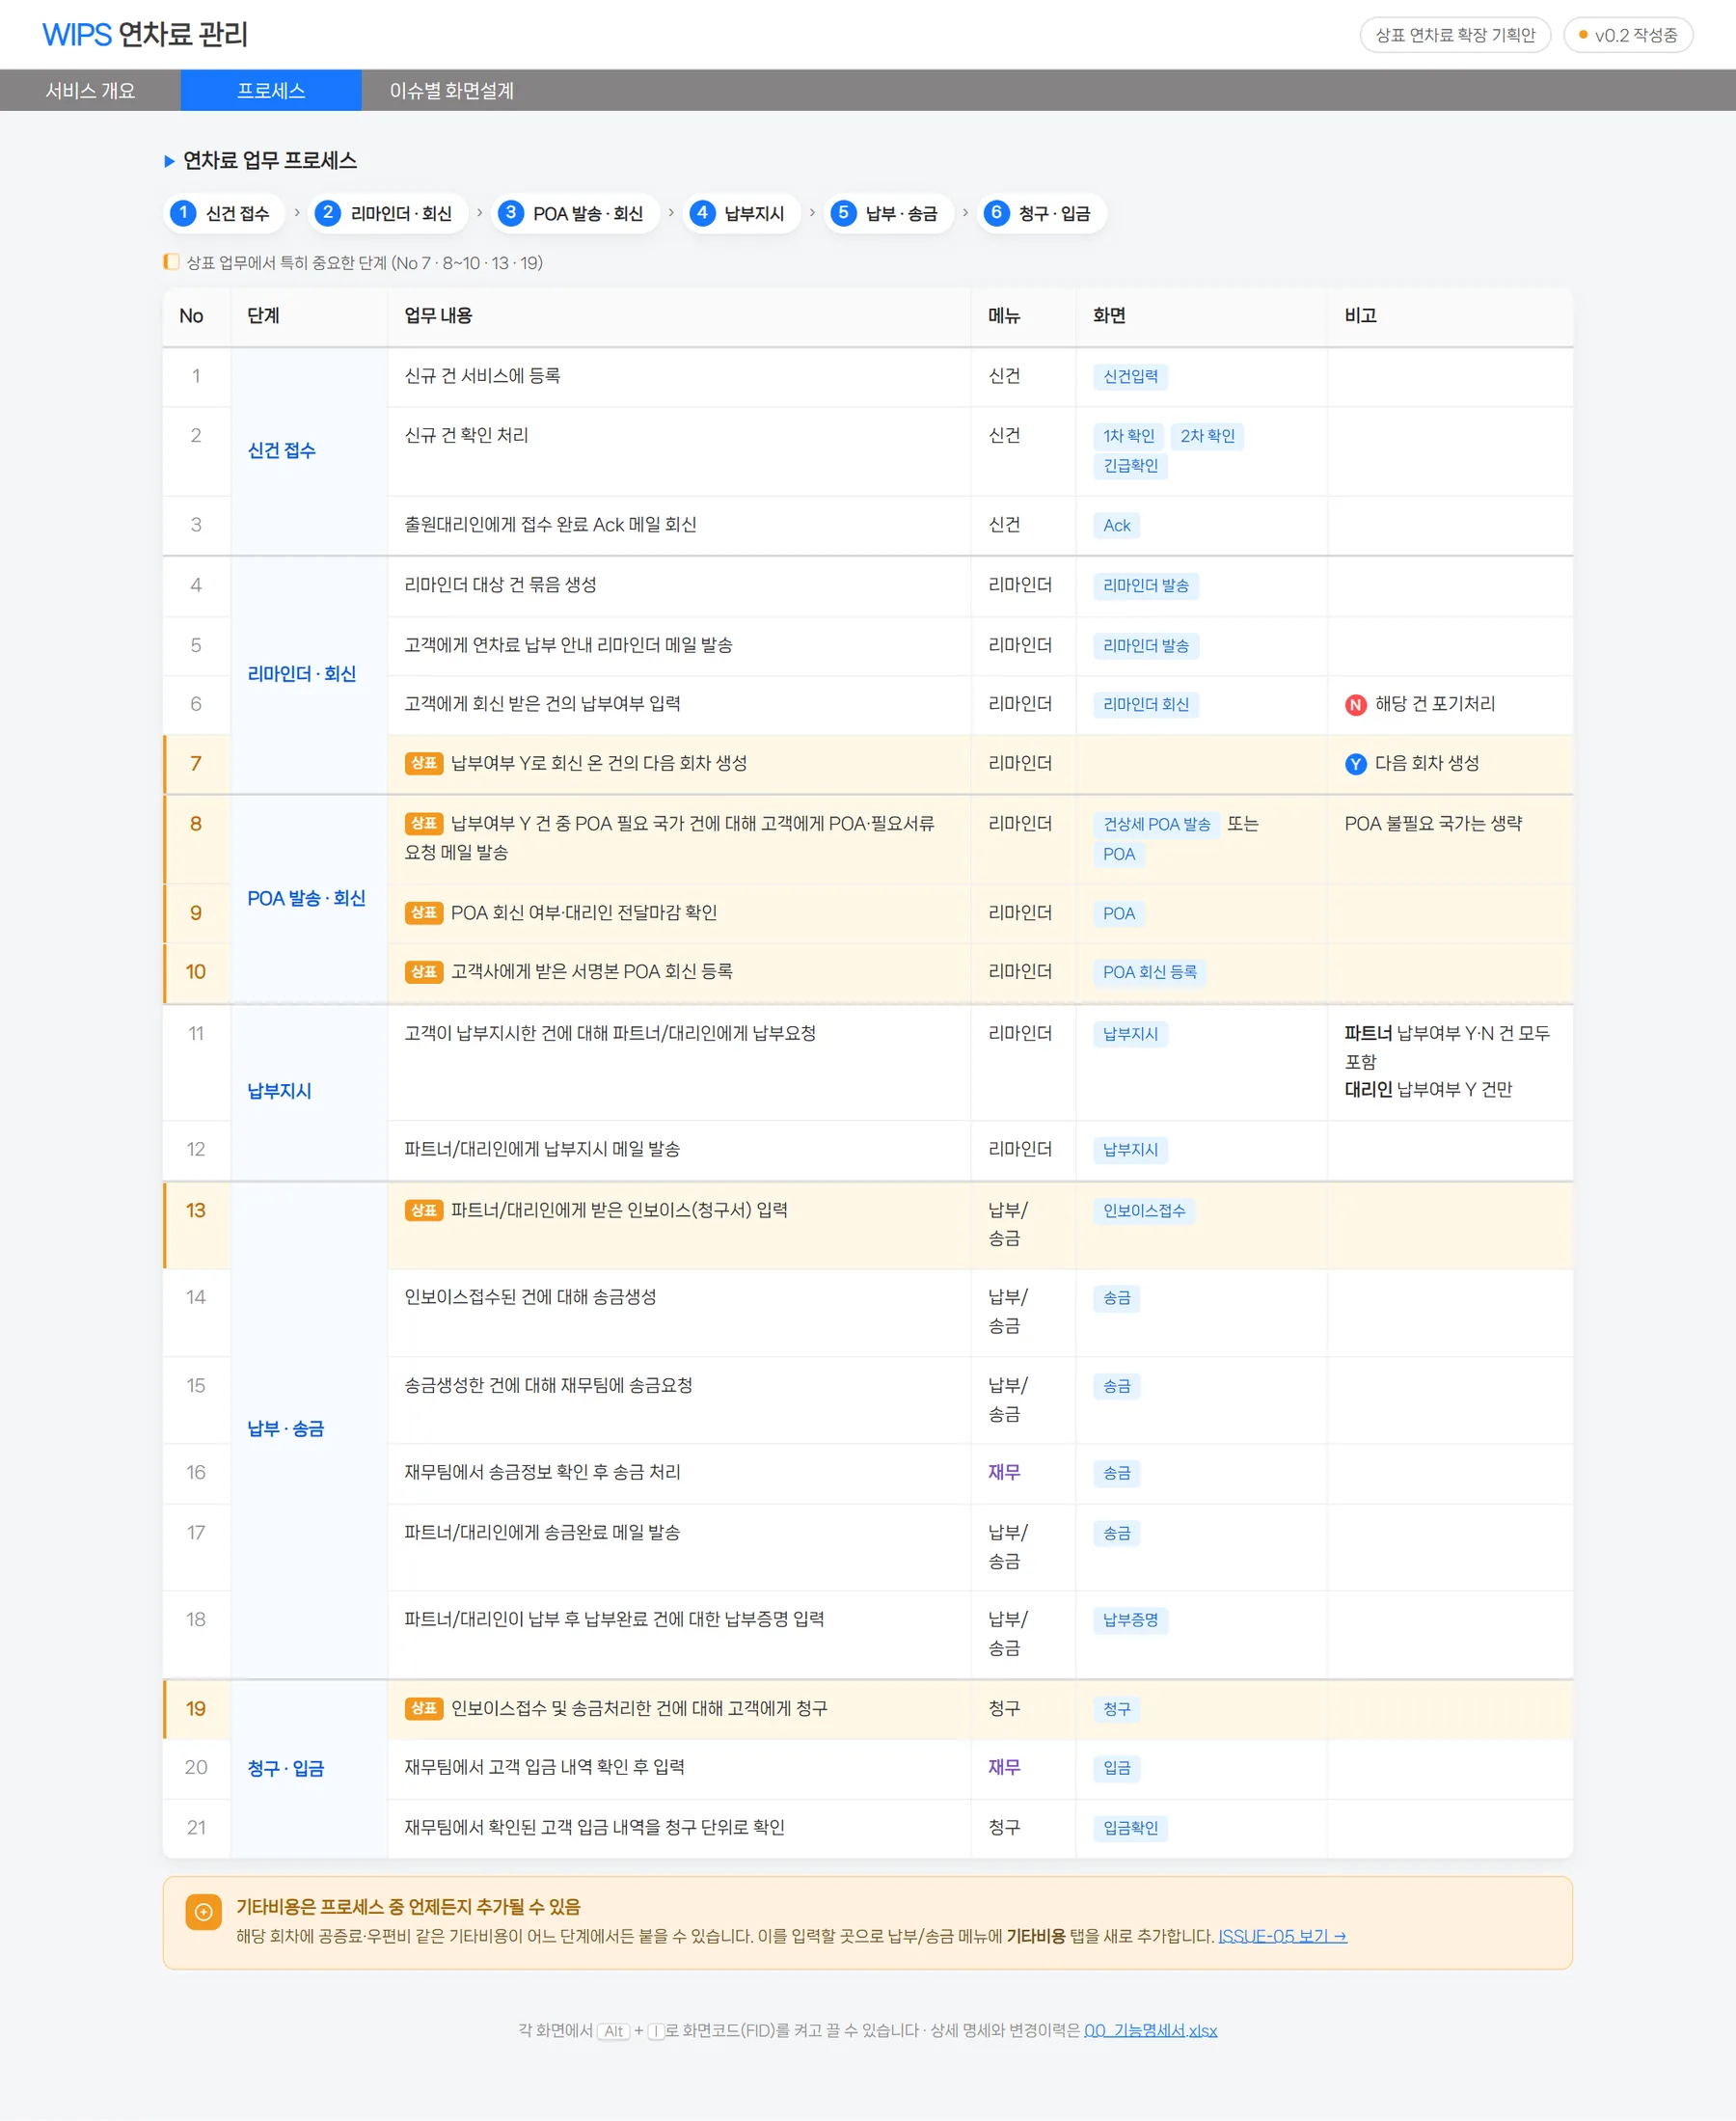 WIPS 연차료 관리
상표 연차료 확장 기획안
v0.2 작성중
서비스 개요
프로세스
이슈별 화면설계
연차료 업무 프로세스
1 신건 접수 › 2 리마인더 · 회신 › 3 POA 발송 · 회신 › 4 납부지시 › 5 납부 · 송금 › 6 청구 · 입금
상표 업무에서 특히 중요한 단계 (No 7 · 8~10 · 13 · 19)
No 단계 업무 내용 메뉴 화면 비고
1 신규 건 서비스에 등록 신건 신건입력
신건 접수
2 신규 건 확인 처리 신건 1차 확인 2차 확인
긴급확인
3 출원대리인에게 접수 완료 Ack 메일 회신 신건 Ack
4 리마인더 대상 건 묶음 생성 리마인더 리마인더 발송
5 고객에게 연차료 납부 안내 리마인더 메일 발송 리마인더 리마인더 발송
리마인더 · 회신
6 고객에게 회신 받은 건의 납부여부 입력 리마인더 리마인더 회신 N 해당 건 포기처리
7 상표 납부여부 Y로 회신 온 건의 다음 회차 생성 리마인더 Y 다음 회차 생성
8 상표 납부여부 Y 건 중 POA 필요 국가 건에 대해 고객에게 POA·필요서류 리마인더 건상세 POA 발송 또는 POA 불필요 국가는 생략
요청 메일 발송 POA
POA 발송 · 회신
9 상표 POA 회신 여부·대리인 전달마감 확인 리마인더 POA
10 상표 고객사에게 받은 서명본 POA 회신 등록 리마인더 POA 회신 등록
11 고객이 납부지시한 건에 대해 파트너/대리인에게 납부요청 리마인더 납부지시 파트너 납부여부 Y·N 건 모두
포함
대리인 납부여부 Y 건만
납부지시
12 파트너/대리인에게 납부지시 메일 발송 리마인더 납부지시
13 상표 파트너/대리인에게 받은 인보이스(청구서) 입력 납부/ 인보이스접수
송금
14 인보이스접수된 건에 대해 송금생성 납부/ 송금
송금
15 송금생성한 건에 대해 재무팀에 송금요청 납부/ 송금
송금
납부 · 송금
16 재무팀에서 송금정보 확인 후 송금 처리 재무 송금
17 파트너/대리인에게 송금완료 메일 발송 납부/ 송금
송금
18 파트너/대리인이 납부 후 납부완료 건에 대한 납부증명 입력 납부/ 납부증명
송금
19 상표 인보이스접수 및 송금처리한 건에 대해 고객에게 청구 청구 청구
20 청구 · 입금 재무팀에서 고객 입금 내역 확인 후 입력 재무 입금
21 재무팀에서 확인된 고객 입금 내역을 청구 단위로 확인 청구 입금확인
기타비용은 프로세스 중 언제든지 추가될 수 있음
해당 회차에 공증료·우편비 같은 기타비용이 어느 단계에서든 붙을 수 있습니다. 이를 입력할 곳으로 납부/송금 메뉴에 기타비용 탭을 새로 추가합니다. ISSUE-05 보기 →
각 화면에서 Alt + I 로 화면코드(FID)를 켜고 끌 수 있습니다 · 상세 명세와 변경이력은 00_기능명세서.xlsx